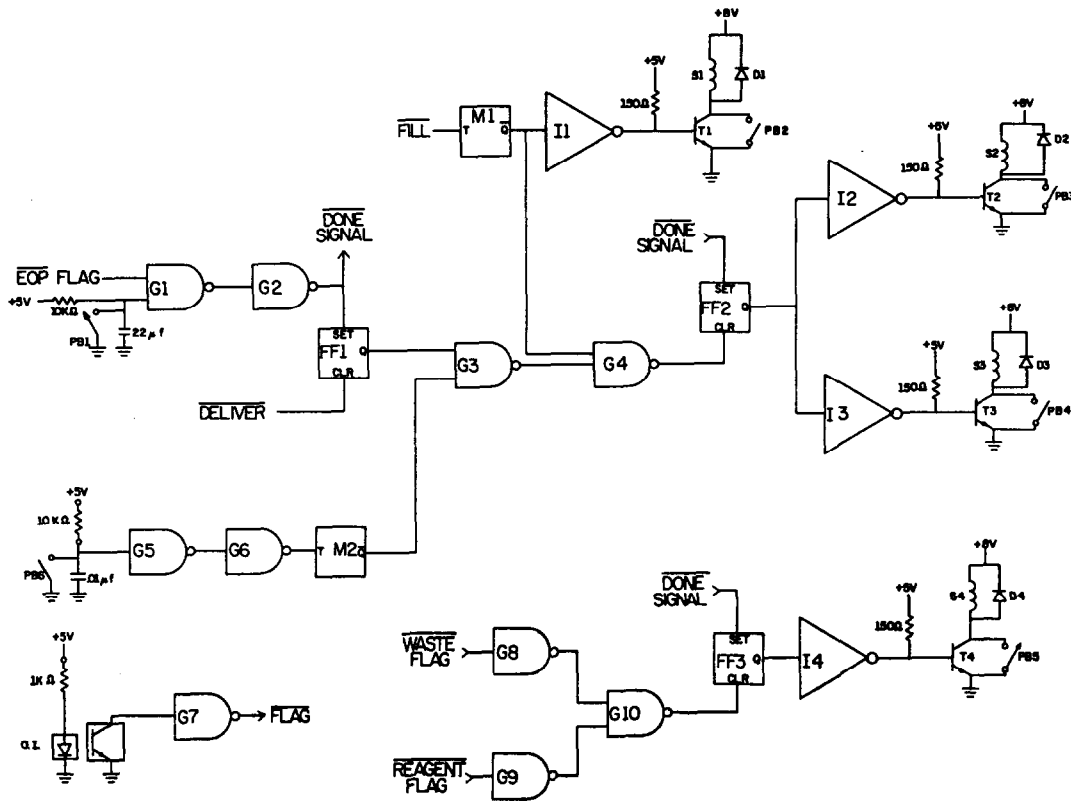 +8V
S1
D1
+5V
150Ω
FILL
M1
T
Q
I1
T1
PB2
+8V
S2
D2
+5V
150Ω
I2
T2
PB3
DONE
SIGNAL
DONE
SIGNAL
EOP FLAG
G1
G2
+5V
10KΩ
.22μf
PB1
SET
FF1
Q
CLR
G3
G4
SET
FF2
Q
CLR
DELIVER
+8V
S3
D3
+5V
150Ω
I3
T3
PB4
+5V
10KΩ
PB6
.01μf
G5
G6
T
M2
Q
+5V
1KΩ
O.I.
G7
FLAG
WASTE
FLAG
G8
G10
REAGENT
FLAG
G9
DONE
SIGNAL
SET
FF3
Q
CLR
I4
+8V
S4
D4
+5V
150Ω
T4
PB5